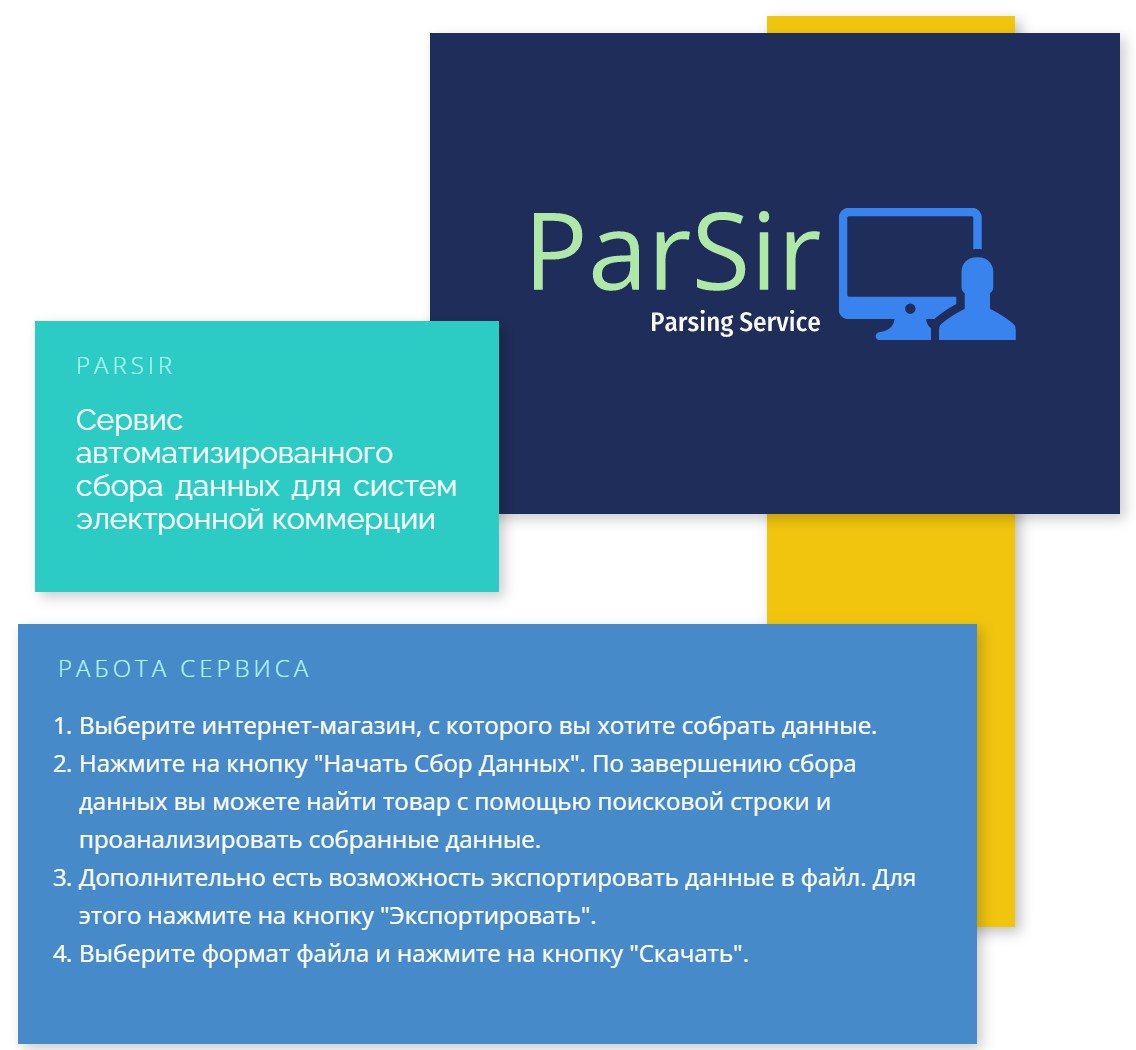 ParSir
Parsing Service
PARSIR
Сервис
автоматизированного
сбора данных для систем
электронной коммерции
РАБОТА СЕРВИСА
1. Выберите интернет-магазин, с которого вы хотите собрать данные.
2. Нажмите на кнопку "Начать Сбор Данных". По завершению сбора
данных вы можете найти товар с помощью поисковой строки и
проанализировать собранные данные.
3. Дополнительно есть возможность экспортировать данные в файл. Для
этого нажмите на кнопку "Экспортировать".
4. Выберите формат файла и нажмите на кнопку "Скачать".